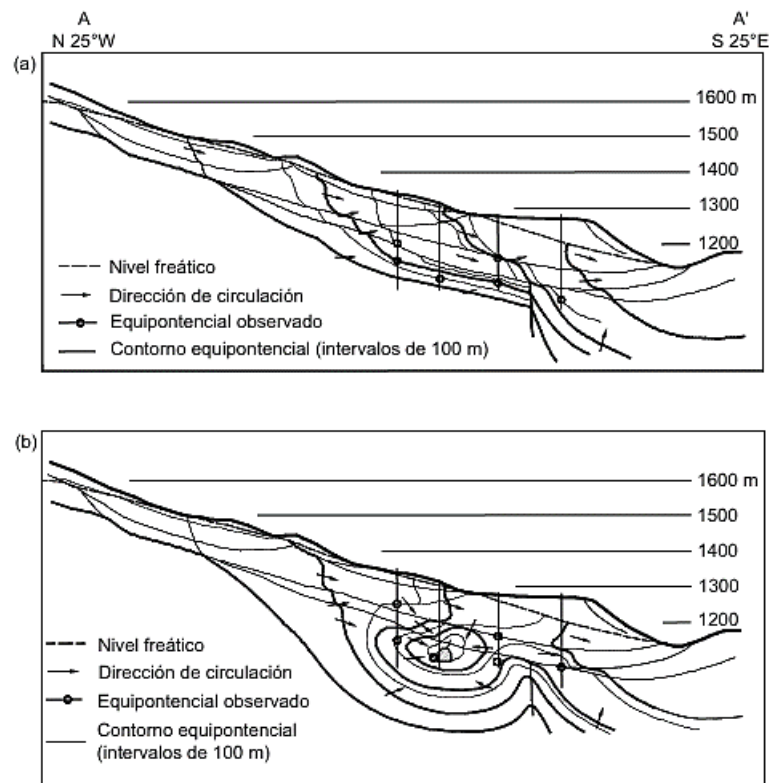 A
N 25°W
A'
S 25°E
(a)
1600 m
1500
1400
1300
1200
Nivel freático
Dirección de circulación
Equipontencial observado
Contorno equipontencial (intervalos de 100 m)
(b)
1600 m
1500
1400
1300
1200
Nivel freático
Dirección de circulación
Equipontencial observado
Contorno equipontencial
(intervalos de 100 m)